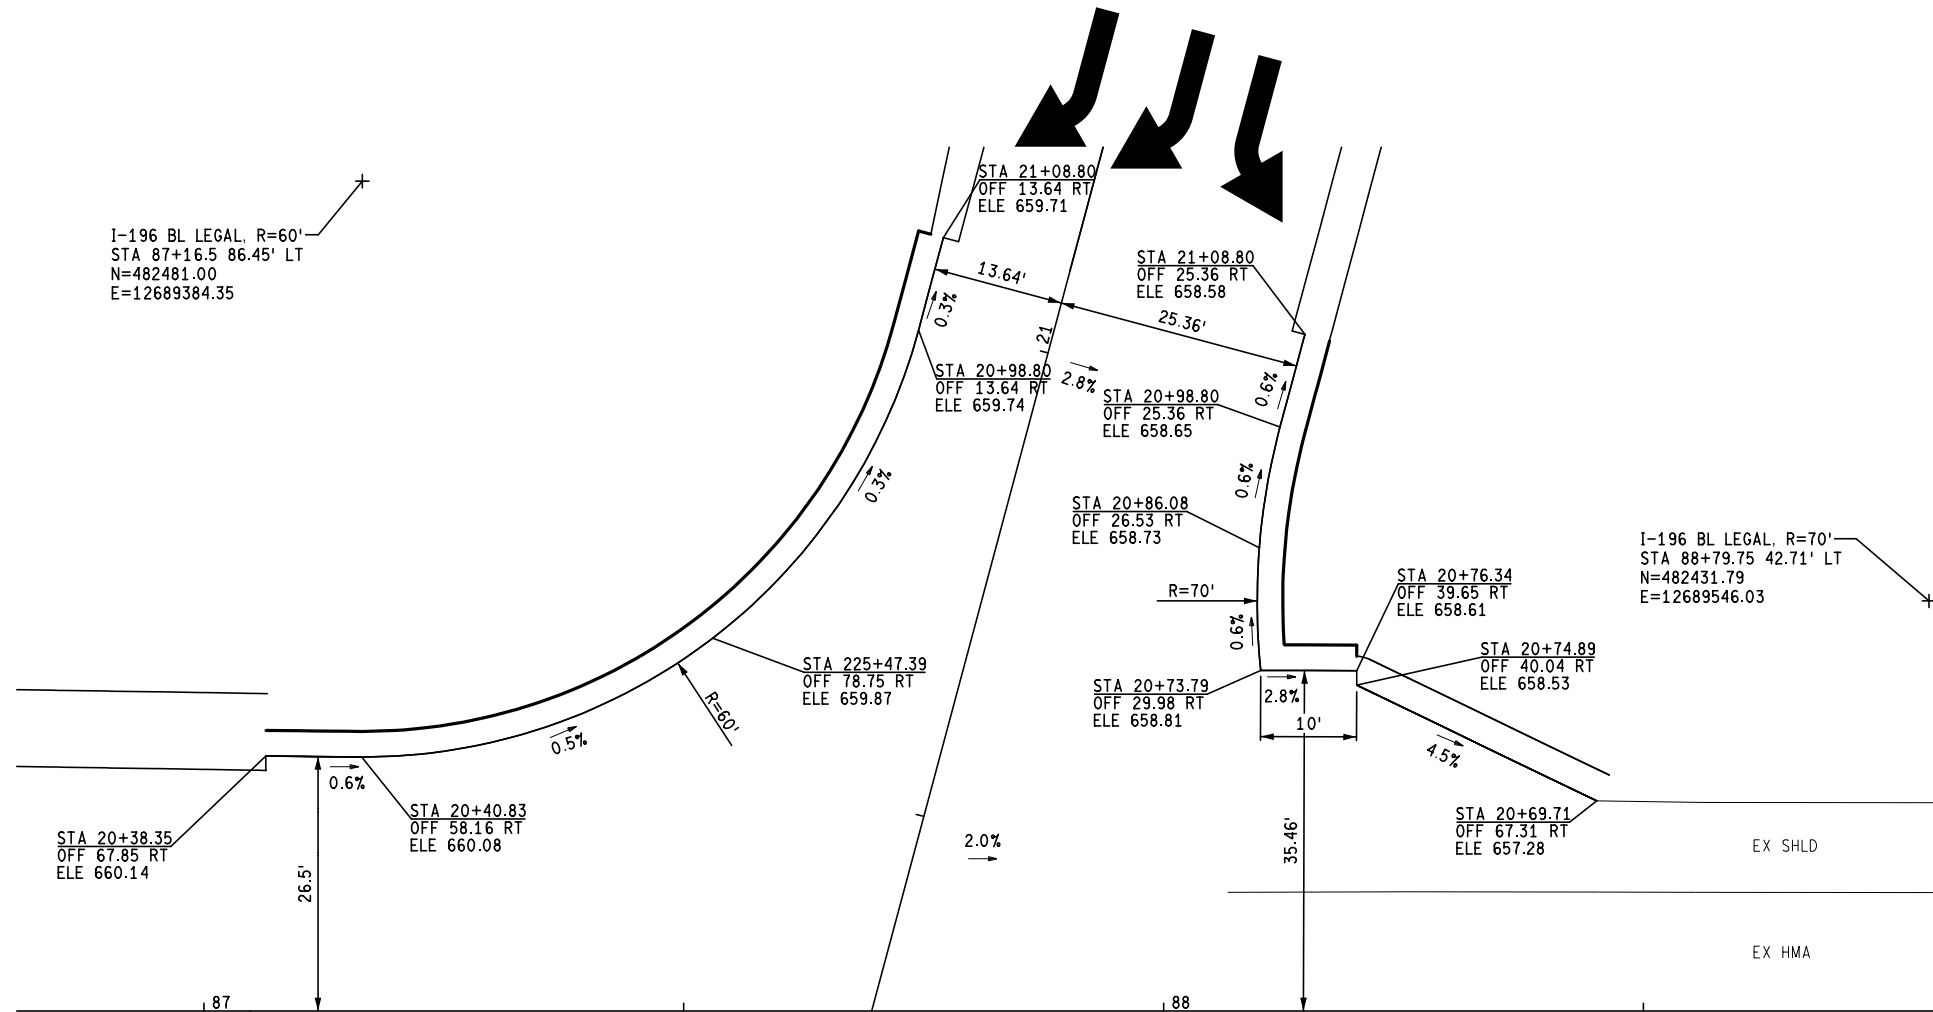 STA 21+08.80
OFF 13.64 RT
ELE 659.71
I-196 BL LEGAL, R=60'
STA 87+16.5 86.45' LT
N=482481.00
E=12689384.35
13.64'
STA 21+08.80
OFF 25.36 RT
ELE 658.58
0.3%
21
25.36'
STA 20+98.80
OFF 13.64 RT
ELE 659.74
2.8%
0.6%
STA 20+98.80
OFF 25.36 RT
ELE 658.65
0.3%
0.6%
STA 20+86.08
OFF 26.53 RT
ELE 658.73
I-196 BL LEGAL, R=70'
STA 88+79.75 42.71' LT
N=482431.79
E=12689546.03
R=70'
STA 20+76.34
OFF 39.65 RT
ELE 658.61
0.6%
STA 20+74.89
OFF 40.04 RT
ELE 658.53
STA 225+47.39
OFF 78.75 RT
ELE 659.87
STA 20+73.79
OFF 29.98 RT
ELE 658.81
2.8%
R=60'
10'
0.5%
4.5%
0.6%
STA 20+40.83
OFF 58.16 RT
ELE 660.08
STA 20+69.71
OFF 67.31 RT
ELE 657.28
STA 20+38.35
OFF 67.85 RT
ELE 660.14
2.0%
35.46'
EX SHLD
26.5'
EX HMA
87
88